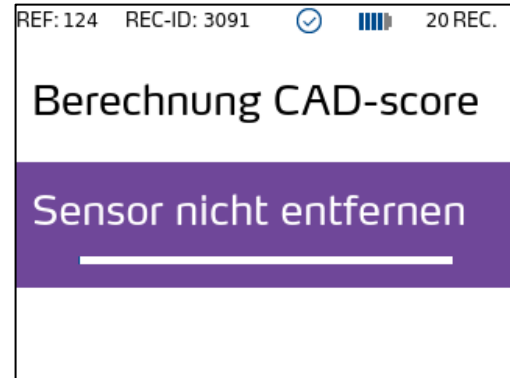 REF: 124 REC-ID: 3091 20 REC.
Berechnung CAD-score
Sensor nicht entfernen